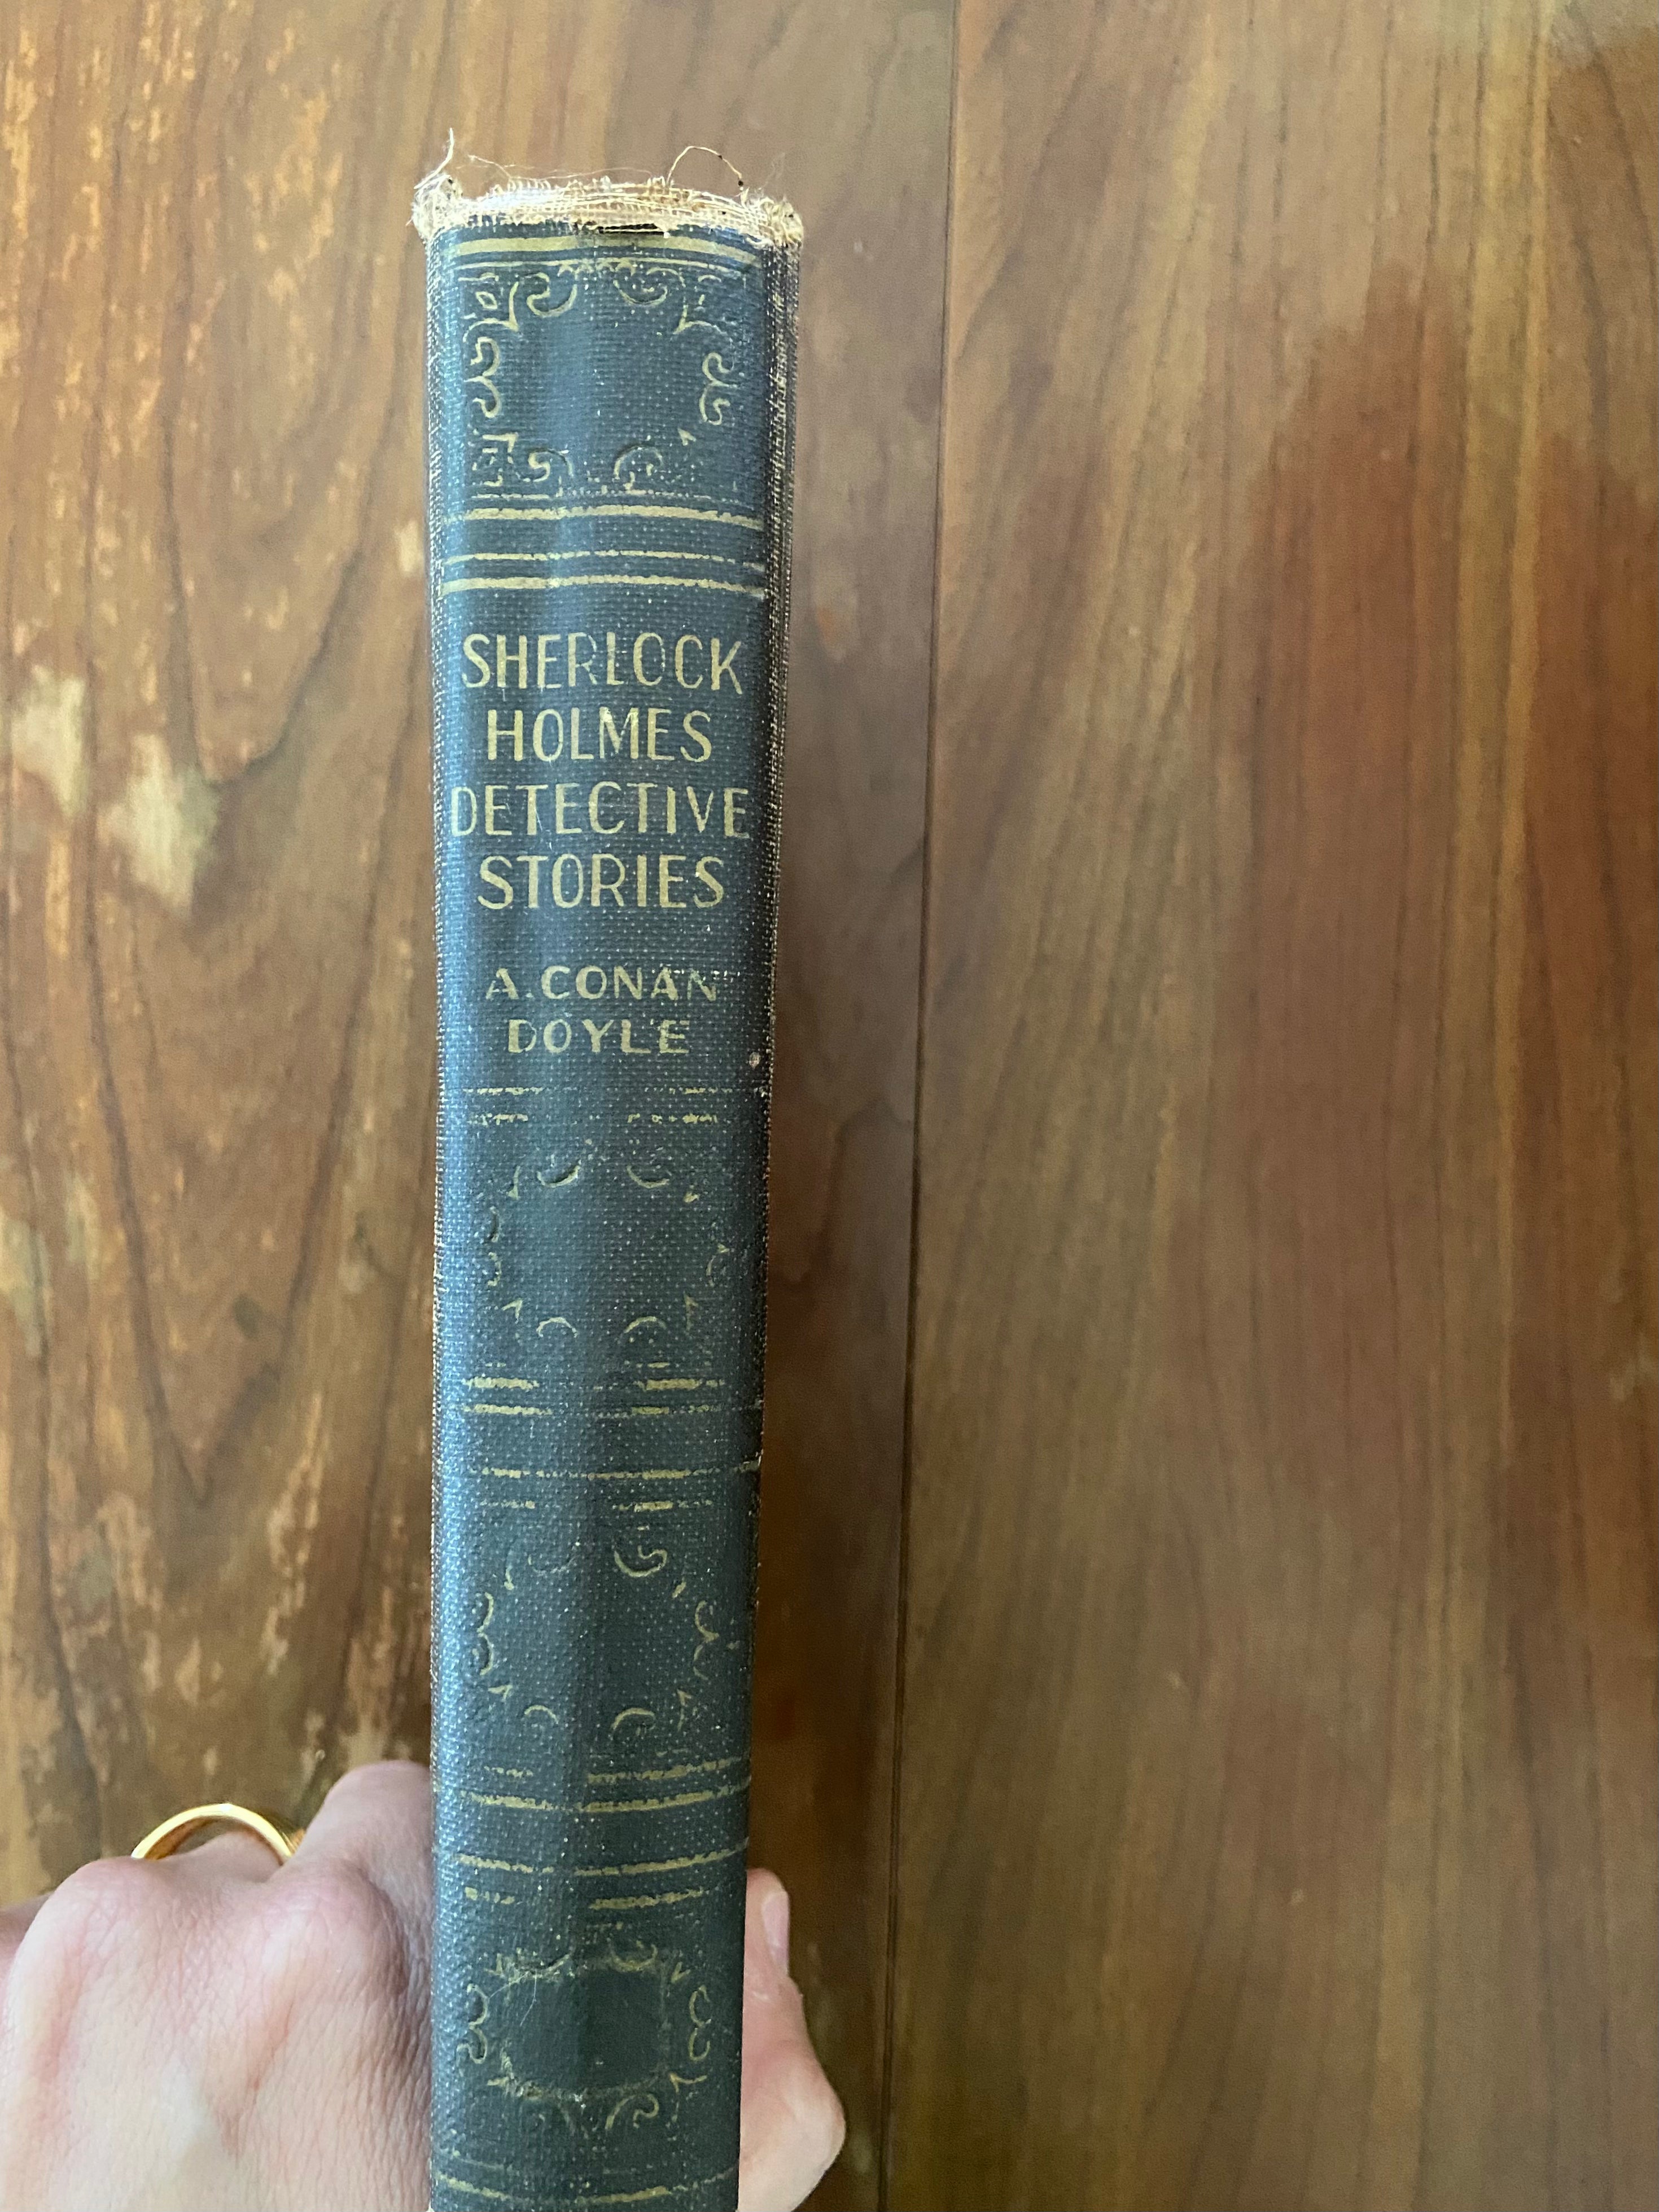 SHERLOCK
HOLMES
DETECTIVE
STORIES
A. CONAN
DOYLE